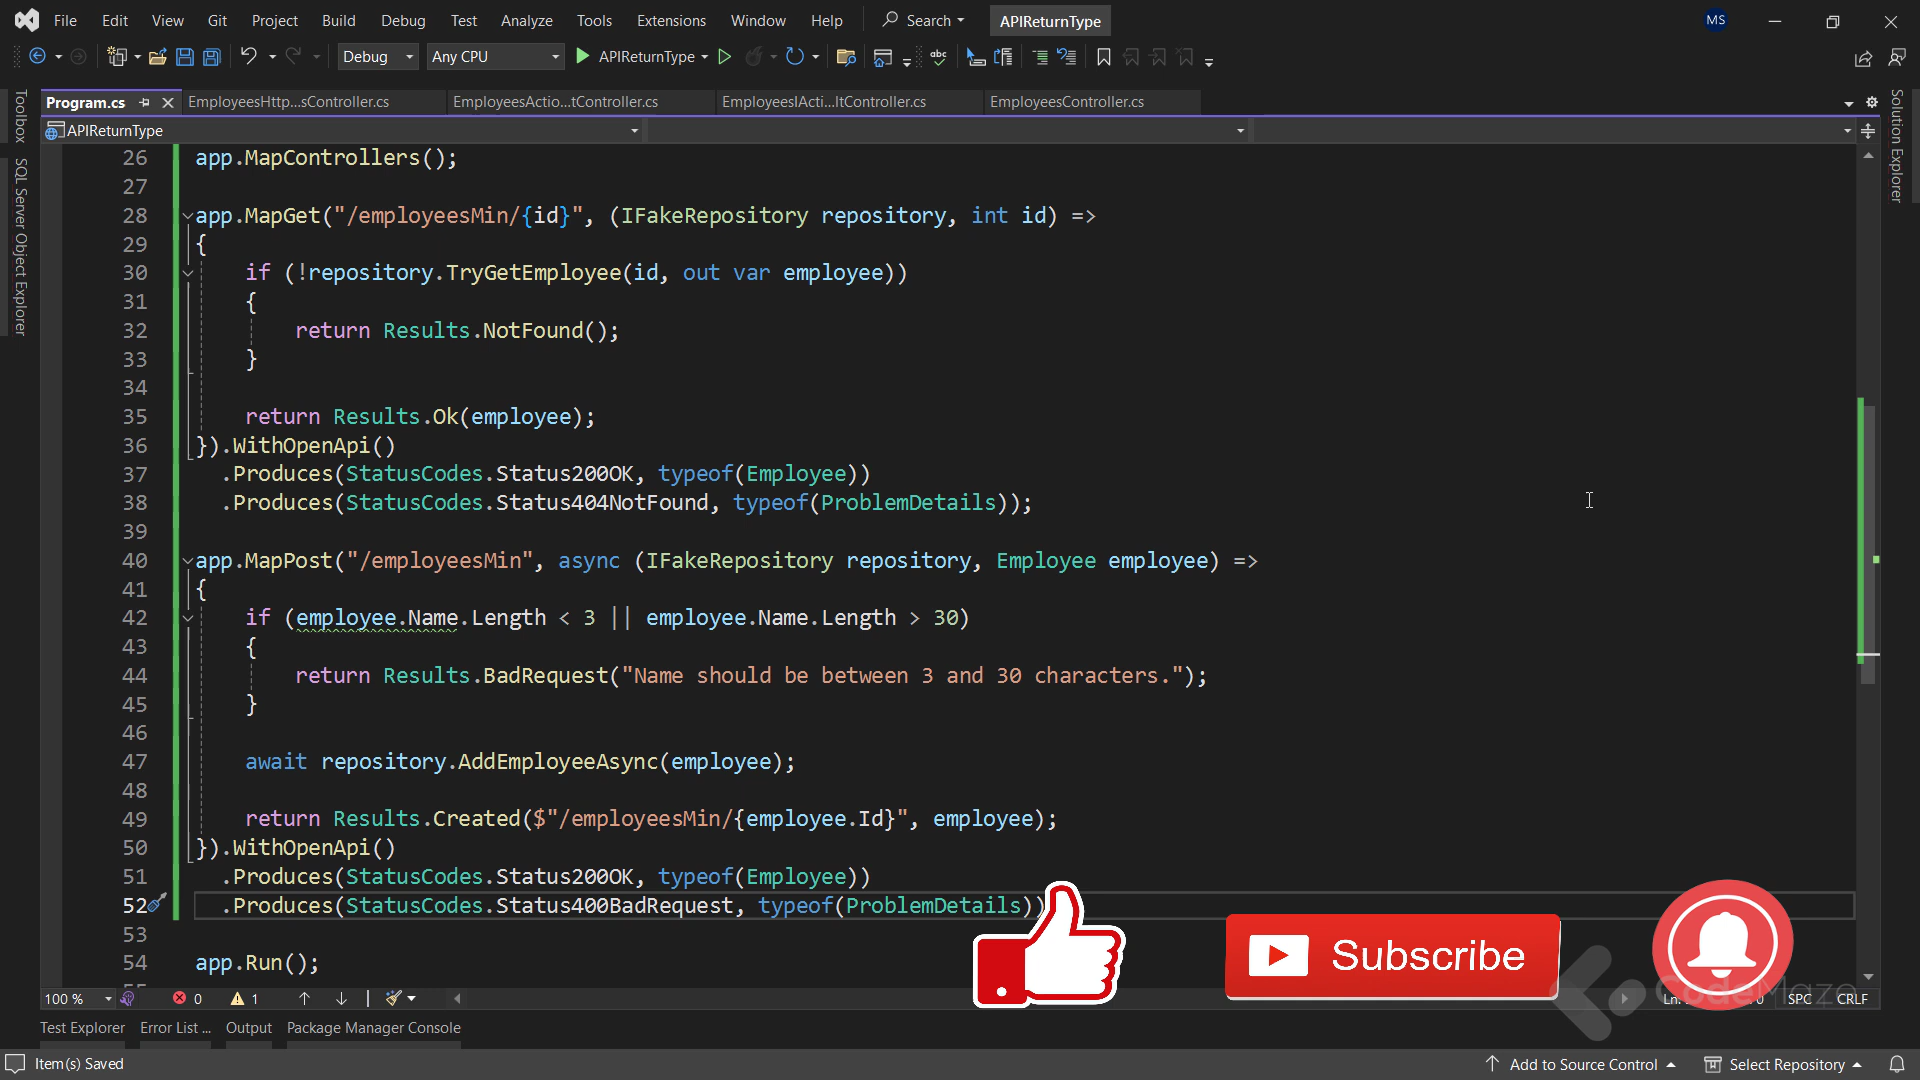 File Edit View Git Project Build Debug Test Analyze Tools Extensions Window Help Search APIReturnType MS
Debug Any CPU APIReturnType
Program.cs EmployeesHttp...sController.cs EmployeesActio...tController.cs EmployeesIActi...ltController.cs EmployeesController.cs
APIReturnType
Toolbox
SQL Server Object Explorer
Solution Explorer
26 app.MapControllers();
27
28 app.MapGet("/employeesMin/{id}", (IFakeRepository repository, int id) =>
29 {
30 if (!repository.TryGetEmployee(id, out var employee))
31 {
32 return Results.NotFound();
33 }
34
35 return Results.Ok(employee);
36 }).WithOpenApi()
37 .Produces(StatusCodes.Status200OK, typeof(Employee))
38 .Produces(StatusCodes.Status404NotFound, typeof(ProblemDetails));
39
40 app.MapPost("/employeesMin", async (IFakeRepository repository, Employee employee) =>
41 {
42 if (employee.Name.Length < 3 || employee.Name.Length > 30)
43 {
44 return Results.BadRequest("Name should be between 3 and 30 characters.");
45 }
46
47 await repository.AddEmployeeAsync(employee);
48
49 return Results.Created($"/employeesMin/{employee.Id}", employee);
50 }).WithOpenApi()
51 .Produces(StatusCodes.Status200OK, typeof(Employee))
52 .Produces(StatusCodes.Status400BadRequest, typeof(ProblemDetails))
53
54 app.Run();
Subscribe
100 % 0 1 Ln: SPC CRLF
CodeMaze
Test Explorer Error List ... Output Package Manager Console
Item(s) Saved Add to Source Control Select Repository